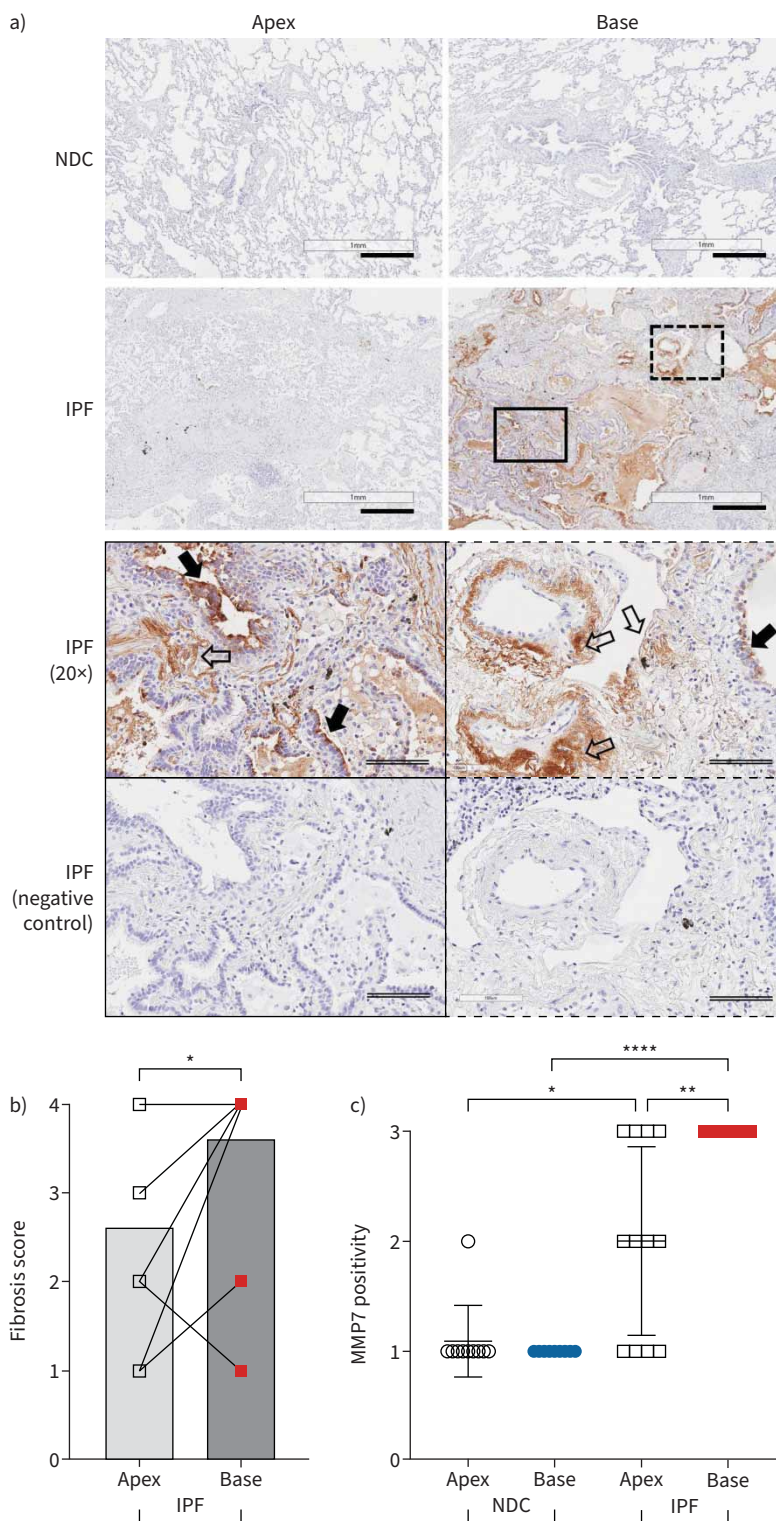 a)
Apex
Base
NDC
1mm
1mm
IPF
1mm
1mm
IPF
(20×)
IPF
(negative
control)
b)
*
4
3
2
1
0
Fibrosis score
Apex
Base
IPF
c)
****
*
**
3
2
1
0
MMP7 positivity
Apex
Base
Apex
Base
NDC
IPF